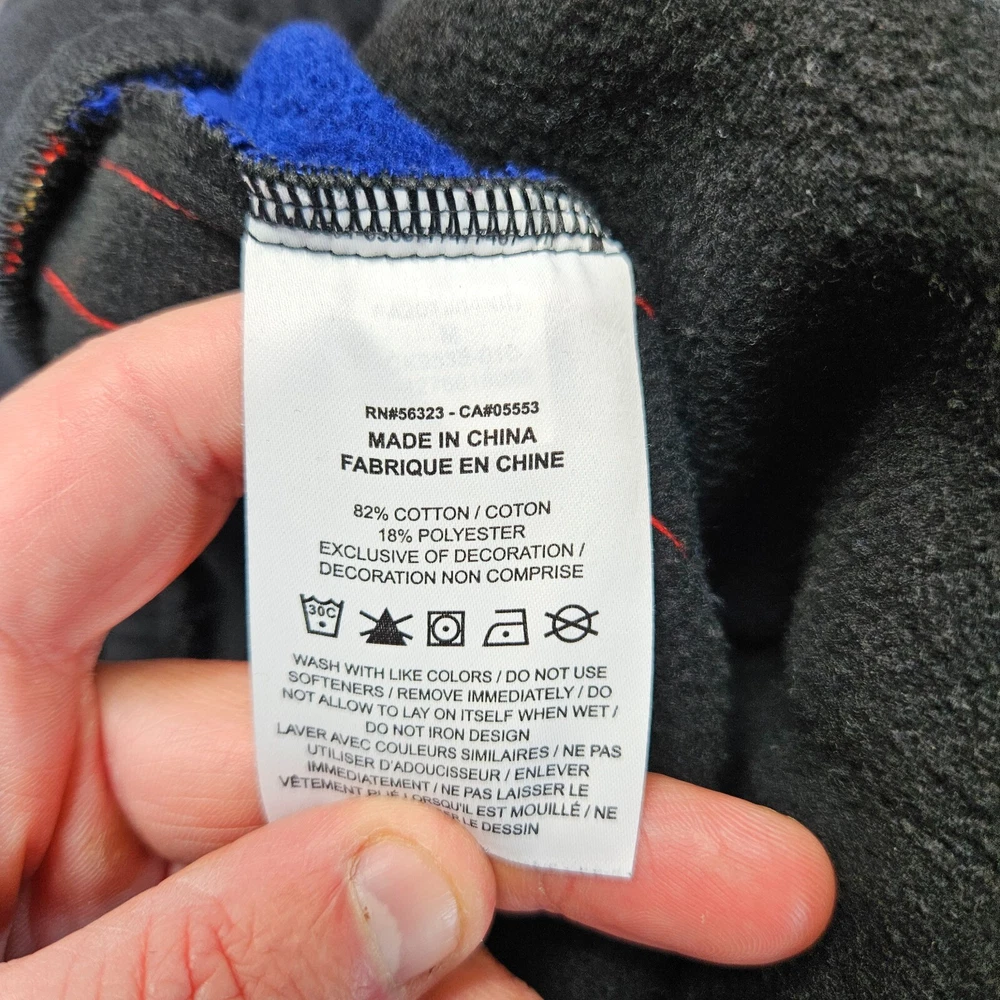 RN#56323 - CA#05553
MADE IN CHINA
FABRIQUE EN CHINE
82% COTTON / COTON
18% POLYESTER
EXCLUSIVE OF DECORATION /
DECORATION NON COMPRISE
30C
WASH WITH LIKE COLORS / DO NOT USE
SOFTENERS / REMOVE IMMEDIATELY / DO
NOT ALLOW TO LAY ON ITSELF WHEN WET /
DO NOT IRON DESIGN
LAVER AVEC COULEURS SIMILAIRES / NE PAS
UTILISER D'ADOUCISSEUR / ENLEVER
IMMEDIATEMENT / NE PAS LAISSER LE
VÊTEMENT PLIÉ LORSQU'IL EST MOUILLÉ / NE
LE DESSIN